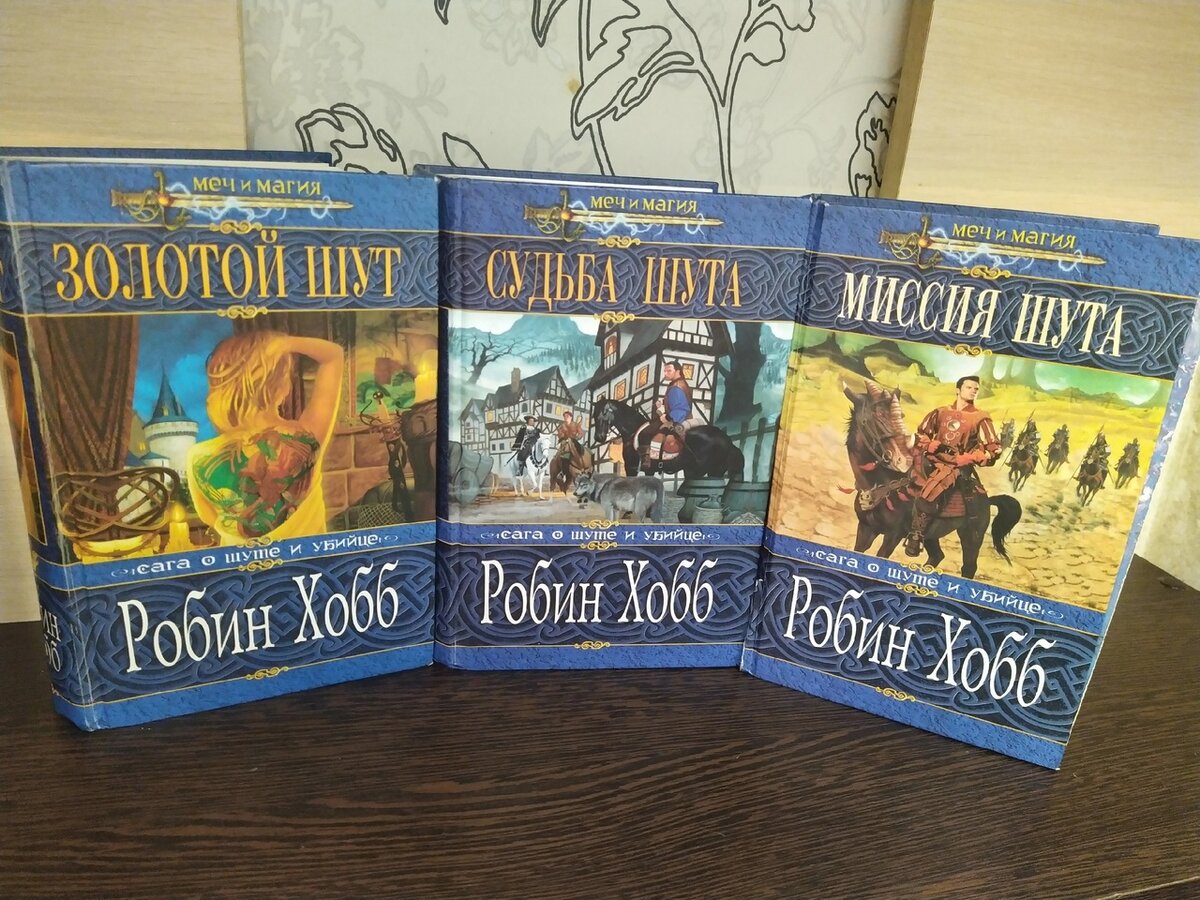 меч и магия
ЗОЛОТОЙ ШУТ
сага о шуте и убийце
Робин Хобб
меч и магия
СУДЬБА ШУТА
сага о шуте и убийце
Робин Хобб
меч и магия
МИССИЯ ШУТА
сага о шуте и убийце
Робин Хобб